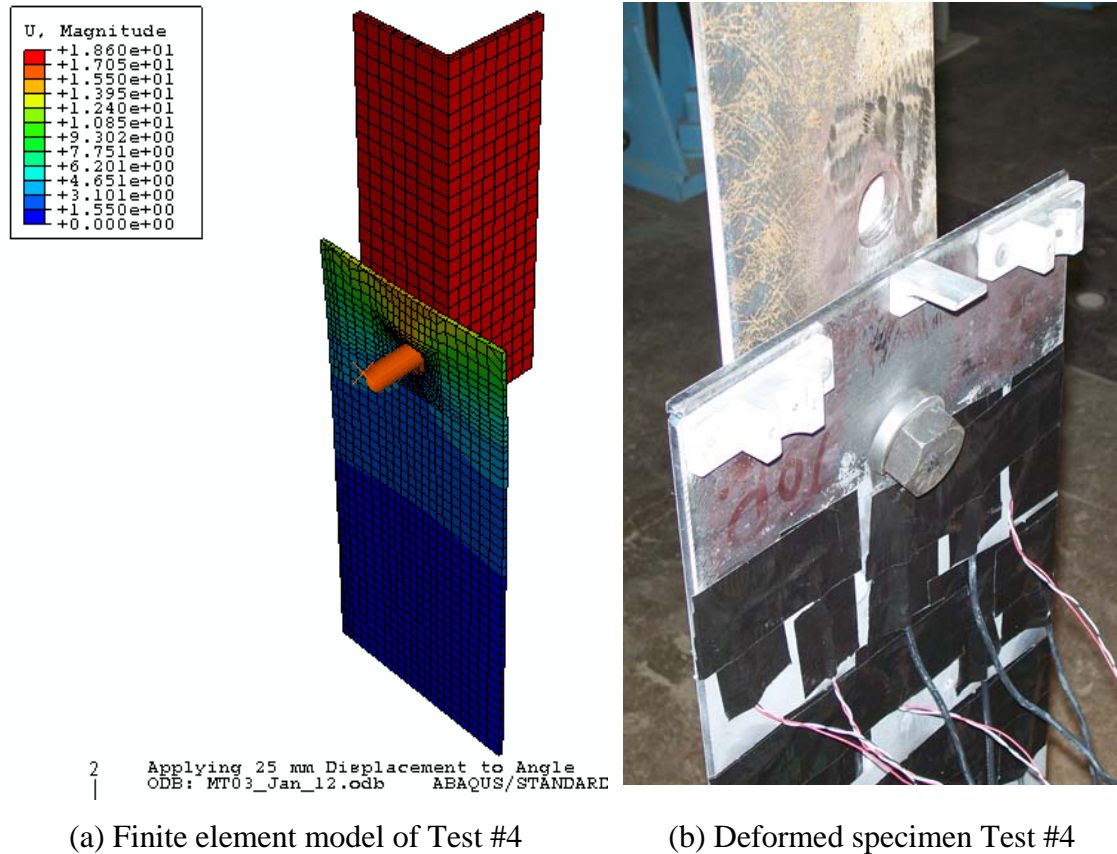 U, Magnitude
+1.860e+01
+1.705e+01
+1.550e+01
+1.395e+01
+1.240e+01
+1.085e+01
+9.302e+00
+7.751e+00
+6.201e+00
+4.651e+00
+3.101e+00
+1.550e+00
+0.000e+00
2 Applying 25 mm Displacement to Angle
ODB: MT03_Jan_12.odb ABAQUS/STANDARD
(a) Finite element model of Test #4
(b) Deformed specimen Test #4